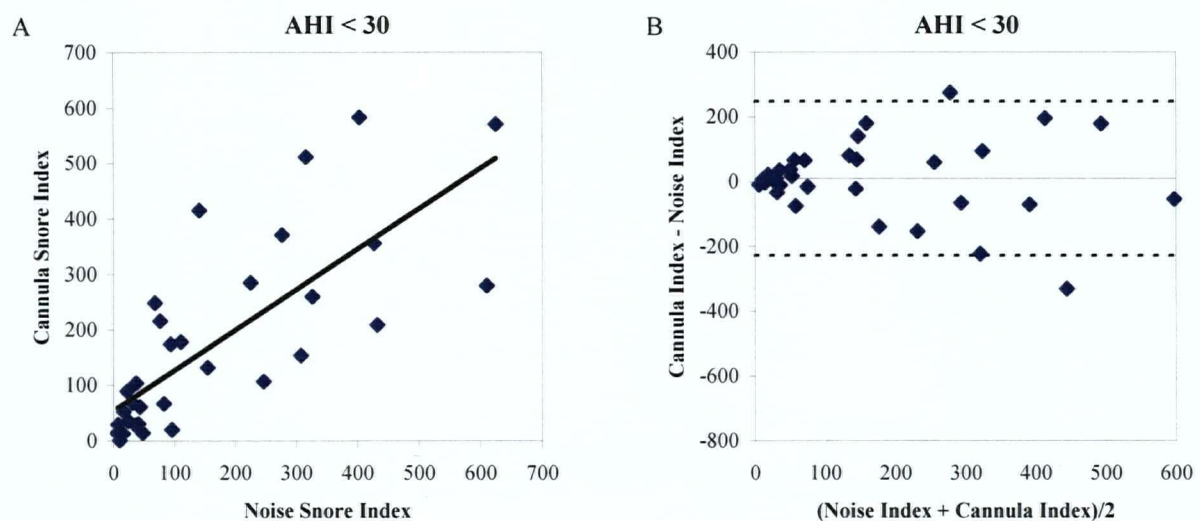 A
AHI < 30
700
600
500
400
300
200
100
0
0 100 200 300 400 500 600 700
Cannula Snore Index
Noise Snore Index
B
AHI < 30
400
200
0
-200
-400
-600
-800
0 100 200 300 400 500 600
Cannula Index - Noise Index
(Noise Index + Cannula Index)/2